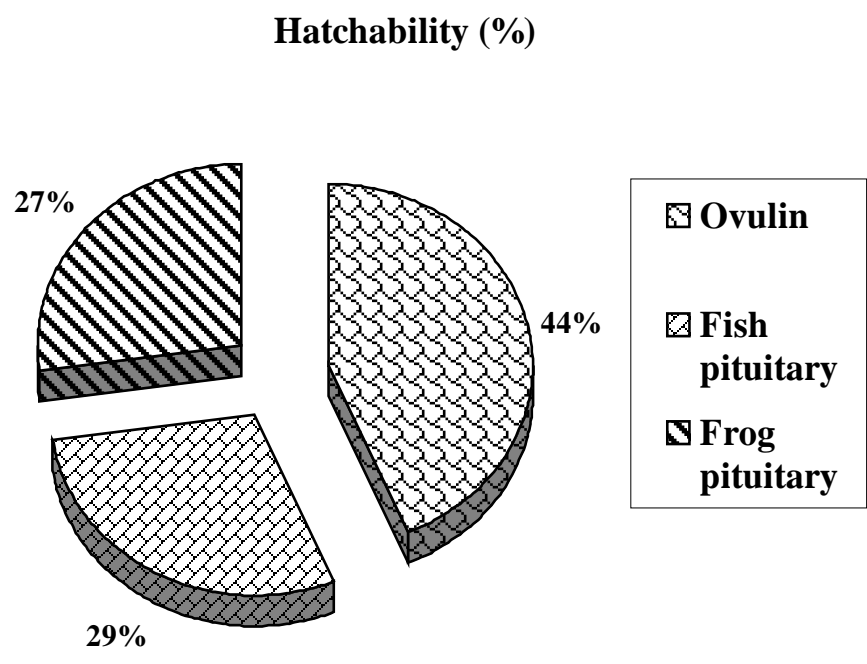 Hatchability (%)
27%
44%
29%
Ovulin
Fish
pituitary
Frog
pituitary